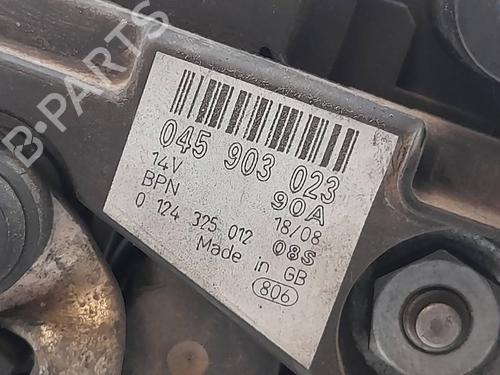 045 903 023
14V 90A
BPN 18/08
0 124 325 012 08S
Made in GB
806
B-PARTS